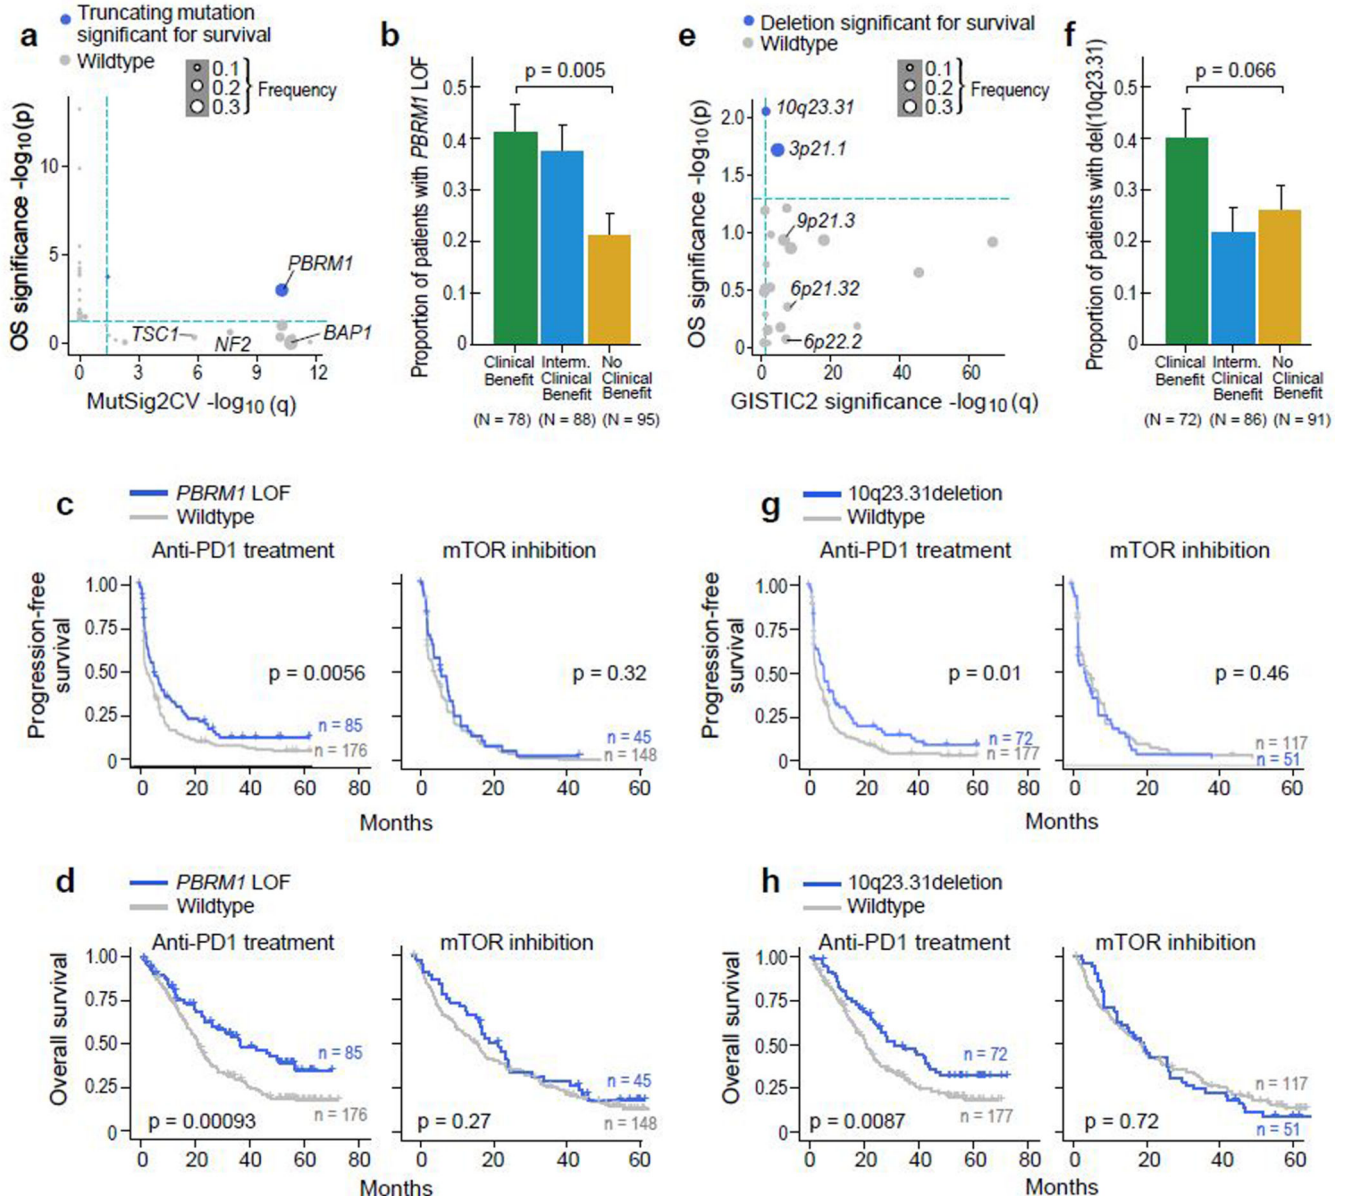 a
Truncating mutation
significant for survival
Wildtype
0.1
0.2
0.3
Frequency
OS significance -log10(p)
10
5
0
PBRM1
TSC1
NF2
BAP1
0 3 6 9 12
MutSig2CV -log10 (q)
b
Proportion of patients with PBRM1 LOF
p = 0.005
0.5
0.4
0.3
0.2
0.1
0
Clinical Benefit
Interm. Clinical Benefit
No Clinical Benefit
(N = 78) (N = 88) (N = 95)
e
Deletion significant for survival
Wildtype
0.1
0.2
0.3
Frequency
OS significance -log10(p)
2.0
1.5
1.0
0.5
0
10q23.31
3p21.1
9p21.3
6p21.32
6p22.2
0 20 40 60
GISTIC2 significance -log10(q)
f
Proportion of patients with del(10q23.31)
p = 0.066
0.5
0.4
0.3
0.2
0.1
0
Clinical Benefit
Interm. Clinical Benefit
No Clinical Benefit
(N = 72) (N = 86) (N = 91)
c
PBRM1 LOF
Wildtype
Anti-PD1 treatment
mTOR inhibition
Progression-free
survival
1.00
0.75
0.50
0.25
0
p = 0.0056
n = 85
n = 176
0 20 40 60 80
p = 0.32
n = 45
n = 148
0 20 40 60
Months
g
10q23.31deletion
Wildtype
Anti-PD1 treatment
mTOR inhibition
Progression-free
survival
1.00
0.75
0.50
0.25
0
p = 0.01
n = 72
n = 177
0 20 40 60 80
p = 0.46
n = 117
n = 51
0 20 40 60
Months
d
PBRM1 LOF
Wildtype
Anti-PD1 treatment
mTOR inhibition
Overall survival
1.00
0.75
0.50
0.25
0
n = 85
n = 176
p = 0.00093
0 20 40 60 80
n = 45
n = 148
p = 0.27
0 20 40 60
Months
h
10q23.31deletion
Wildtype
Anti-PD1 treatment
mTOR inhibition
Overall survival
1.00
0.75
0.50
0.25
0
n = 72
n = 177
p = 0.0087
0 20 40 60 80
n = 117
n = 51
p = 0.72
0 20 40 60
Months